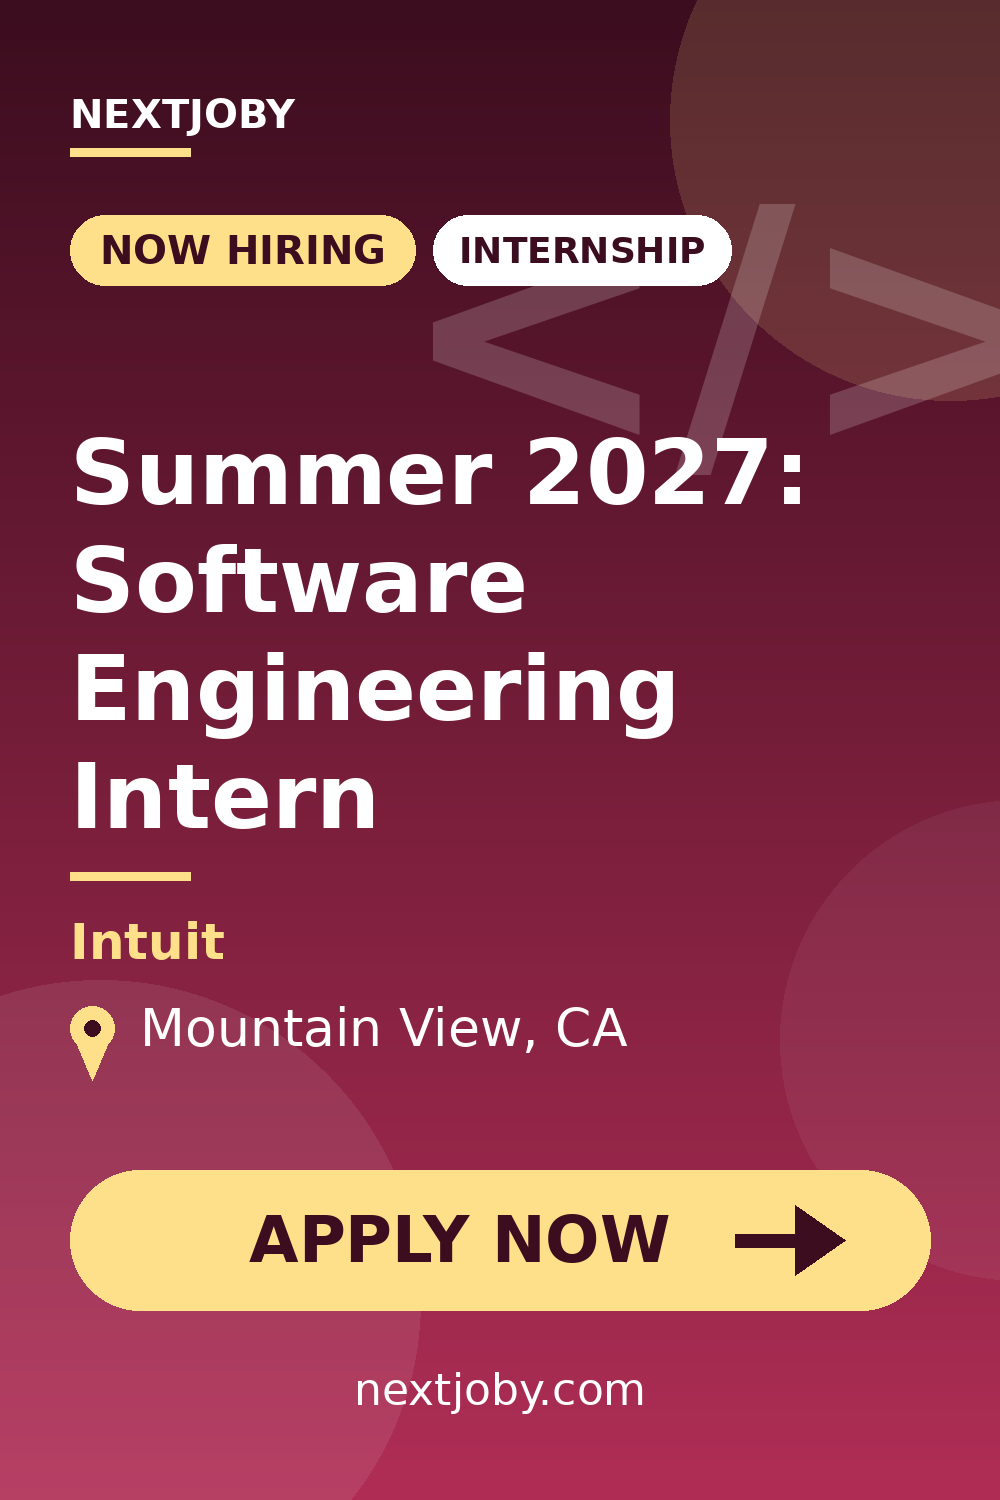 NEXTJOBY
NOW HIRING
INTERNSHIP
</>
Summer 2027:
Software
Engineering
Intern
Intuit
Mountain View, CA
APPLY NOW
nextjoby.com